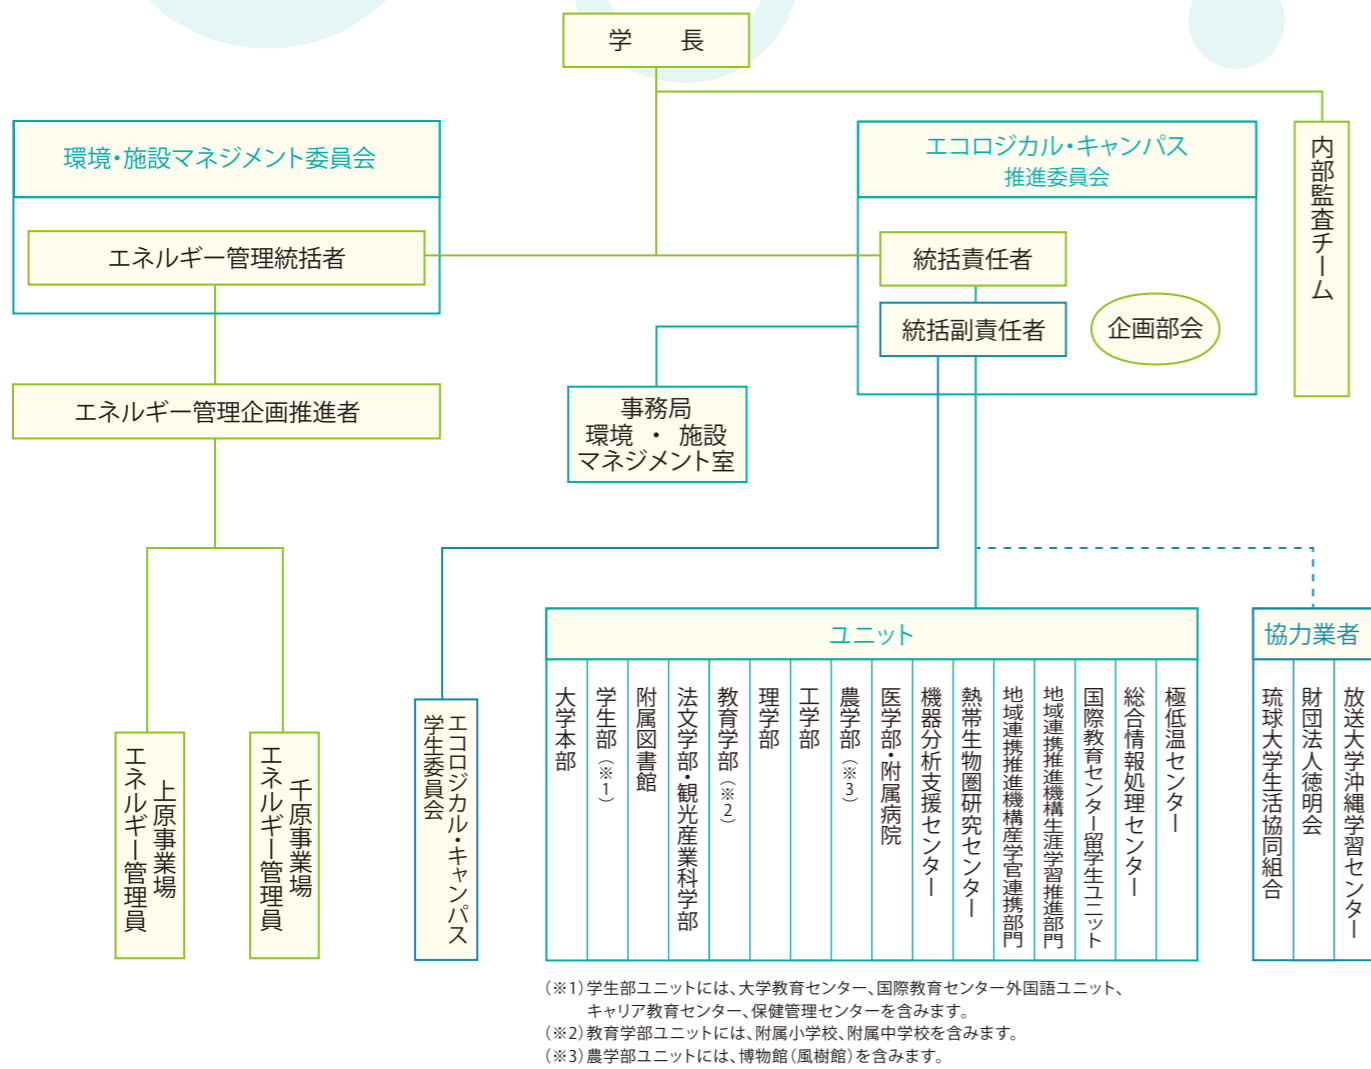 学 長
環境・施設マネジメント委員会
エネルギー管理統括者
エネルギー管理企画推進者
上原事業場
エネルギー管理員
千原事業場
エネルギー管理員
エコロジカル・キャンパス
推進委員会
統括責任者
統括副責任者
企画部会
内部監査チーム
事務局
環境 ・ 施設
マネジメント室
エコロジカル・キャンパス
学生委員会
ユニット
大学本部
学生部(※1)
附属図書館
法文学部・観光産業科学部
教育学部(※2)
理学部
工学部
農学部(※3)
医学部・附属病院
機器分析支援センター
熱帯生物圏研究センター
地域連携推進機構産学官連携部門
地域連携推進機構生涯学習推進部門
国際教育センター留学生ユニット
総合情報処理センター
極低温センター
協力業者
琉球大学生活協同組合
財団法人徳明会
放送大学沖縄学習センター
(※1)学生部ユニットには、大学教育センター、国際教育センター外国語ユニット、
キャリア教育センター、保健管理センターを含みます。
(※2)教育学部ユニットには、附属小学校、附属中学校を含みます。
(※3)農学部ユニットには、博物館(風樹館)を含みます。